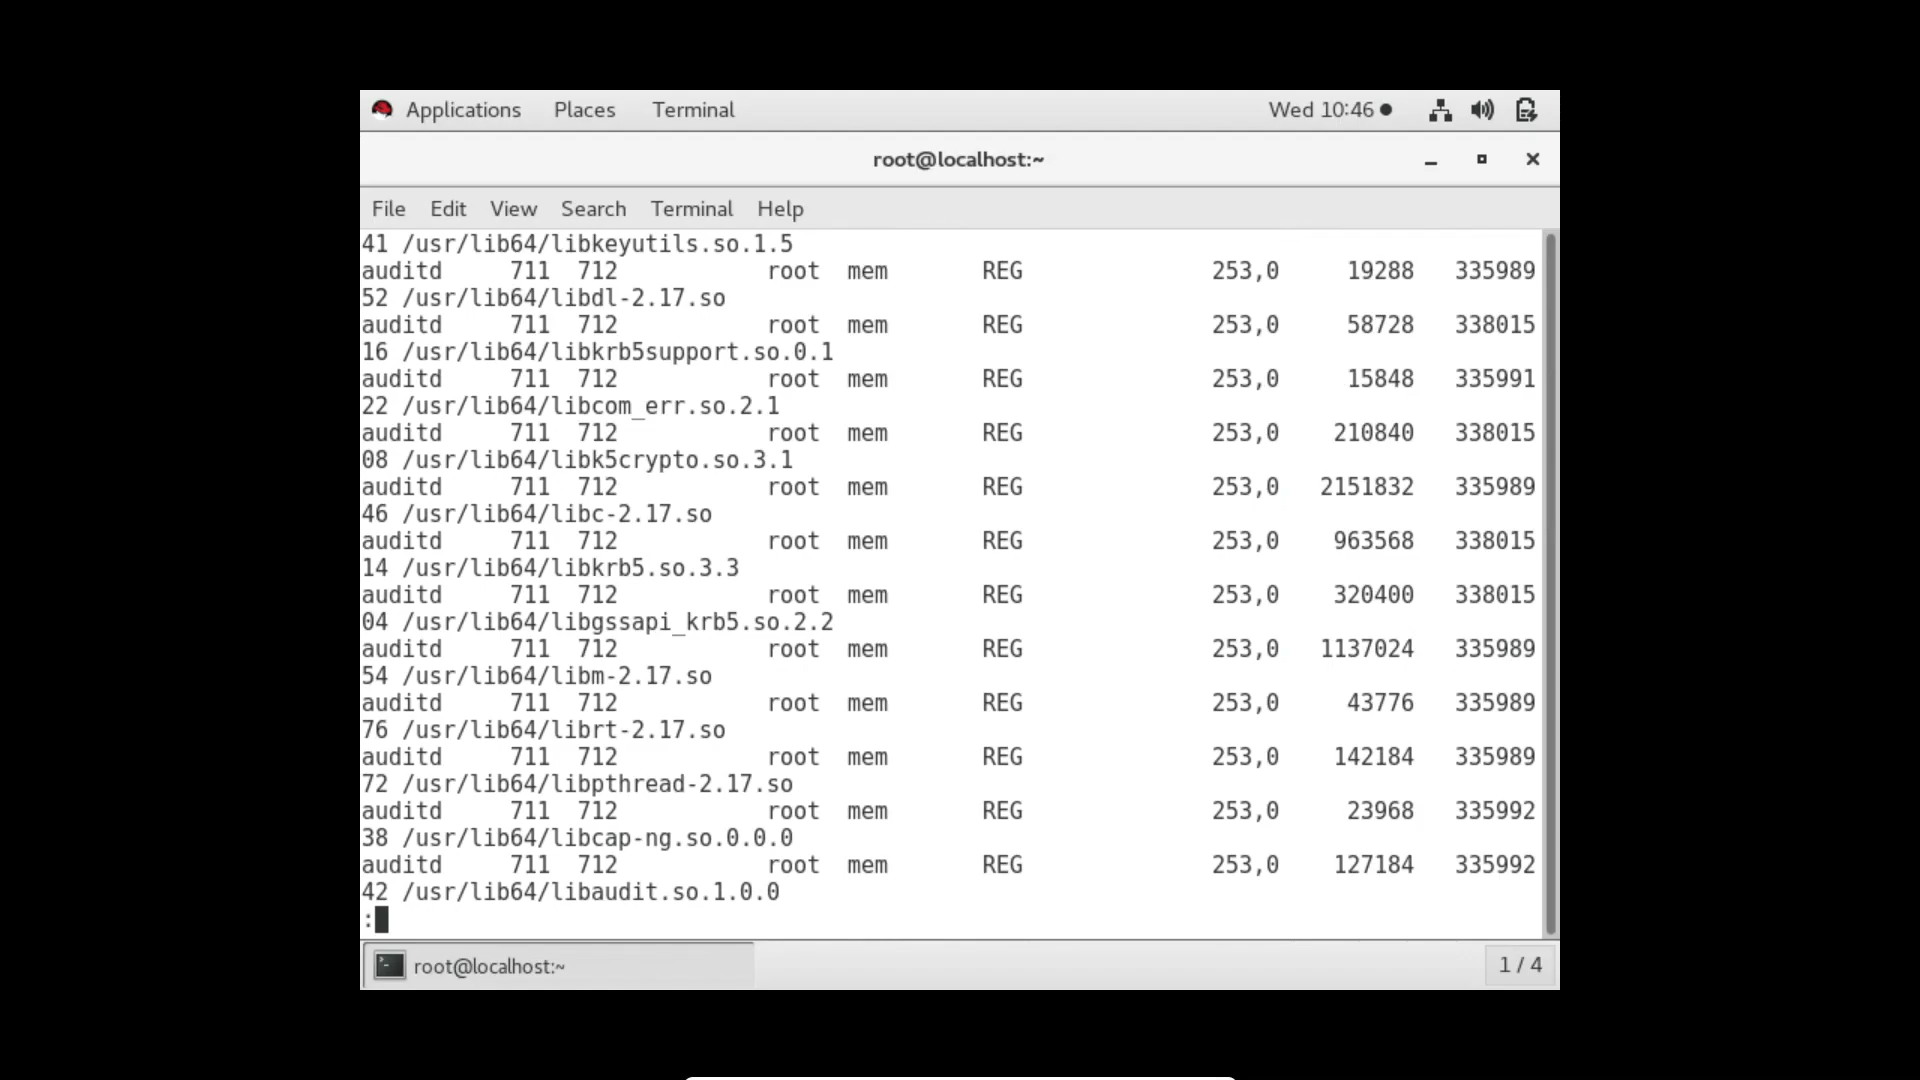 Applications Places Terminal Wed 10:46
root@localhost:~
File Edit View Search Terminal Help
41 /usr/lib64/libkeyutils.so.1.5
auditd 711 712 root mem REG 253,0 19288 335989
52 /usr/lib64/libdl-2.17.so
auditd 711 712 root mem REG 253,0 58728 338015
16 /usr/lib64/libkrb5support.so.0.1
auditd 711 712 root mem REG 253,0 15848 335991
22 /usr/lib64/libcom_err.so.2.1
auditd 711 712 root mem REG 253,0 210840 338015
08 /usr/lib64/libk5crypto.so.3.1
auditd 711 712 root mem REG 253,0 2151832 335989
46 /usr/lib64/libc-2.17.so
auditd 711 712 root mem REG 253,0 963568 338015
14 /usr/lib64/libkrb5.so.3.3
auditd 711 712 root mem REG 253,0 320400 338015
04 /usr/lib64/libgssapi_krb5.so.2.2
auditd 711 712 root mem REG 253,0 1137024 335989
54 /usr/lib64/libm-2.17.so
auditd 711 712 root mem REG 253,0 43776 335989
76 /usr/lib64/librt-2.17.so
auditd 711 712 root mem REG 253,0 142184 335989
72 /usr/lib64/libpthread-2.17.so
auditd 711 712 root mem REG 253,0 23968 335992
38 /usr/lib64/libcap-ng.so.0.0.0
auditd 711 712 root mem REG 253,0 127184 335992
42 /usr/lib64/libaudit.so.1.0.0
:
root@localhost:~ 1 / 4